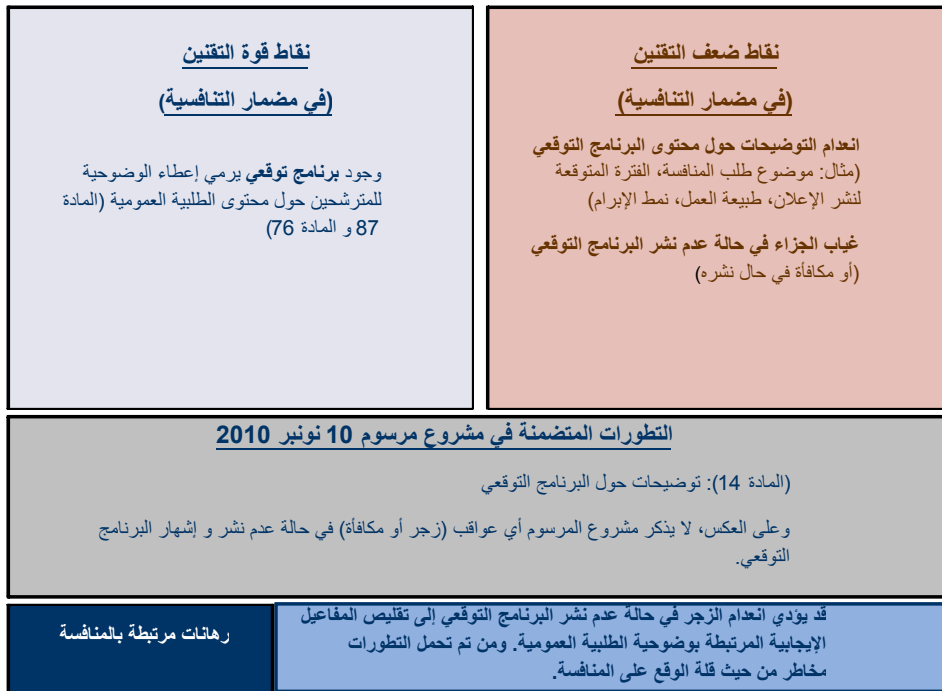 نقاط قوة التقنين
(في مضمار التنافسية)
وجود برنامج توقعي يرمي إعطاء الوضوحية
للمترشحين حول محتوى الطلبية العمومية (المادة
87 و المادة 76)
نقاط ضعف التقنين
(في مضمار التنافسية)
انعدام التوضيحات حول محتوى البرنامج التوقعي
(مثال: موضوع طلب المنافسة، الفترة المتوقعة
لنشر الإعلان، طبيعة العمل، نمط الإبرام)
غياب الجزاء في حالة عدم نشر البرنامج التوقعي
(أو مكافأة في حال نشره)
التطورات المتضمنة في مشروع مرسوم 10 نونبر 2010
(المادة 14): توضيحات حول البرنامج التوقعي
وعلى العكس، لا يذكر مشروع المرسوم أي عواقب (زجر أو مكافأة) في حالة عدم نشر و إشهار البرنامج
التوقعي.
رهانات مرتبطة بالمنافسة
قد يؤدي انعدام الزجر في حالة عدم نشر البرنامج التوقعي إلى تقليص المفاعيل
الإيجابية المرتبطة بوضوحية الطلبية العمومية. ومن تم تحمل التطورات
مخاطر من حيث قلة الوقع على المنافسة.